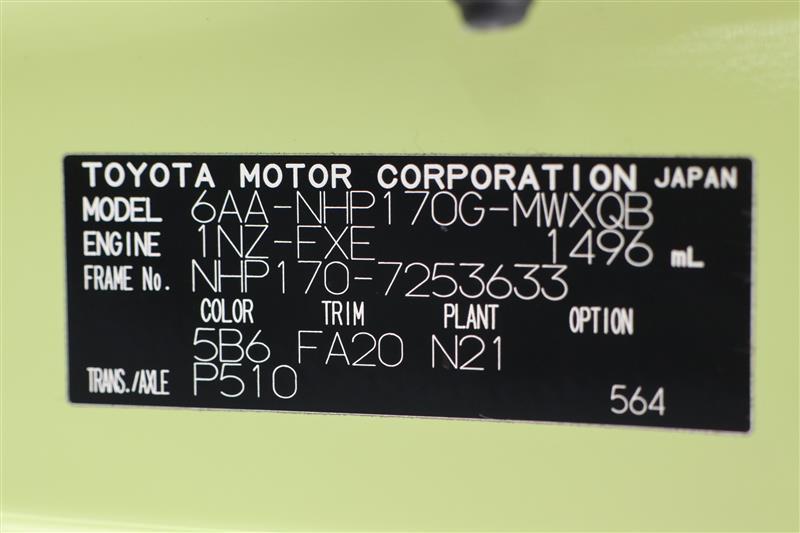 TOYOTA MOTOR CORPORATION JAPAN
MODEL 6AA-NHP170G-MWXQB
ENGINE 1NZ-FXE 1496 mL
FRAME No. NHP170-7253633
COLOR TRIM PLANT OPTION
5B6 FA20 N21
TRANS./AXLE P510
564